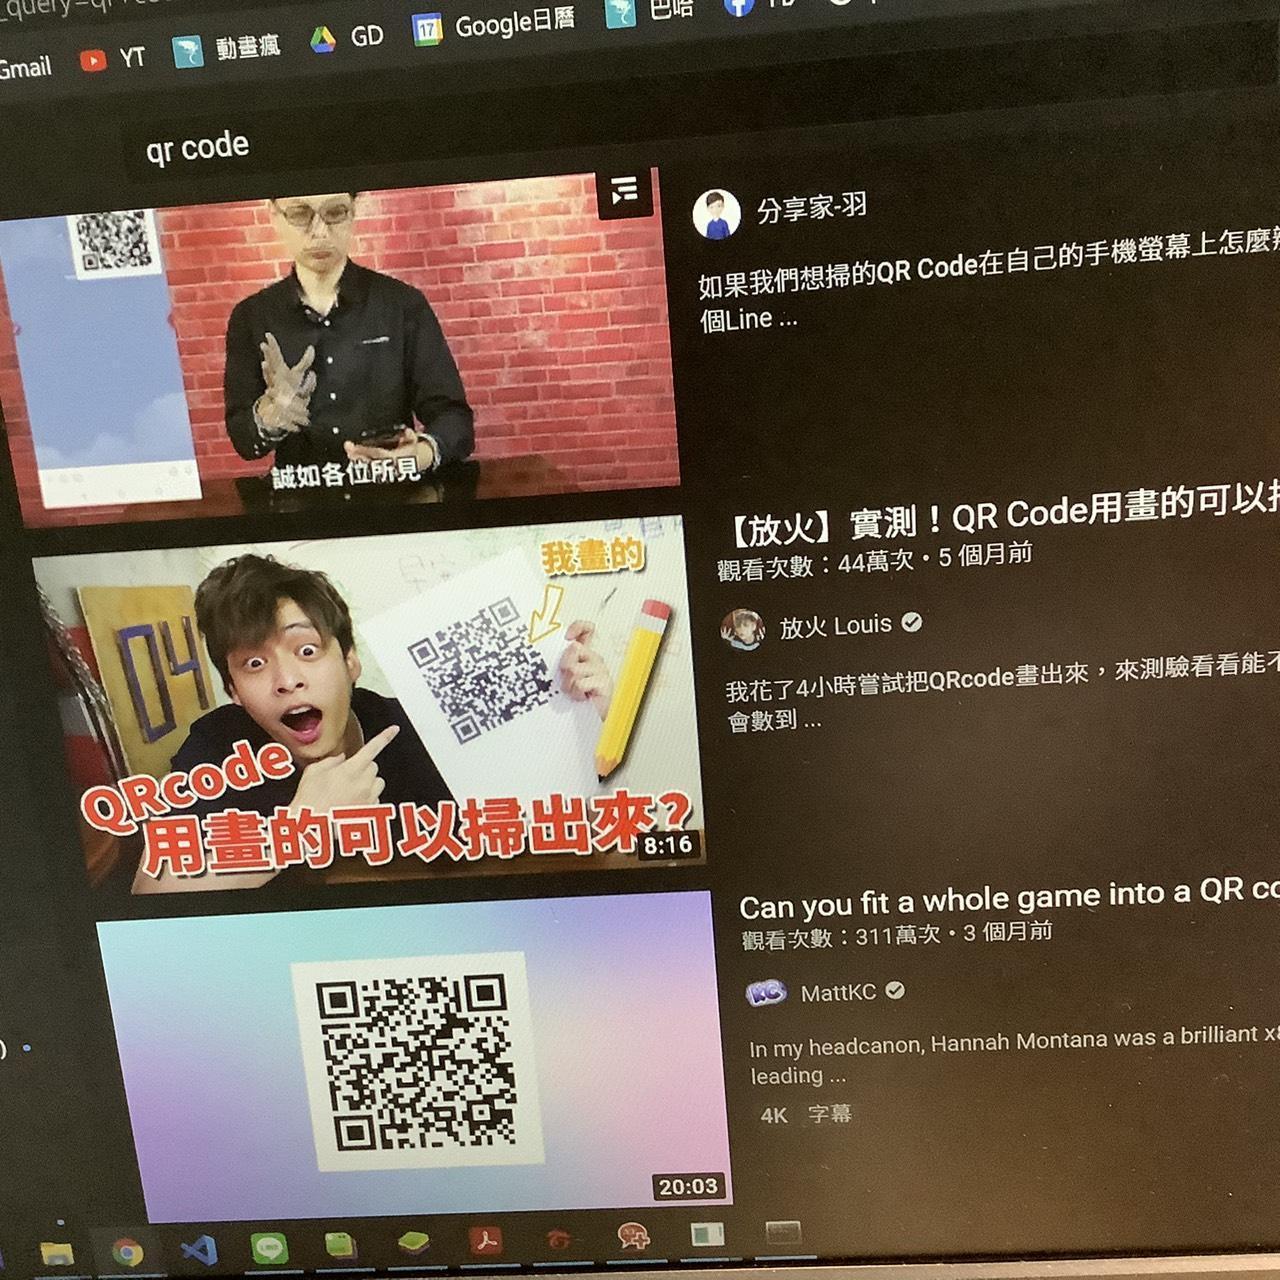 _query=qr+co
Gmail
YT
動畫瘋
GD
17
Google日曆
巴哈
qr code
誠如各位所見
分享家-羽
如果我們想掃的QR Code在自己的手機螢幕上怎麼
個Line ...
04
我畫的
QRcode
用畫的可以掃出來?
8:16
【放火】實測！QR Code用畫的可以
觀看次數：44萬次・5 個月前
放火 Louis
我花了4小時嘗試把QRcode畫出來，來測驗看看能
會數到 ...
20:03
Can you fit a whole game into a QR co
觀看次數：311萬次・3 個月前
KC
MattKC
In my headcanon, Hannah Montana was a brilliant x
leading ...
4K 字幕
LINE